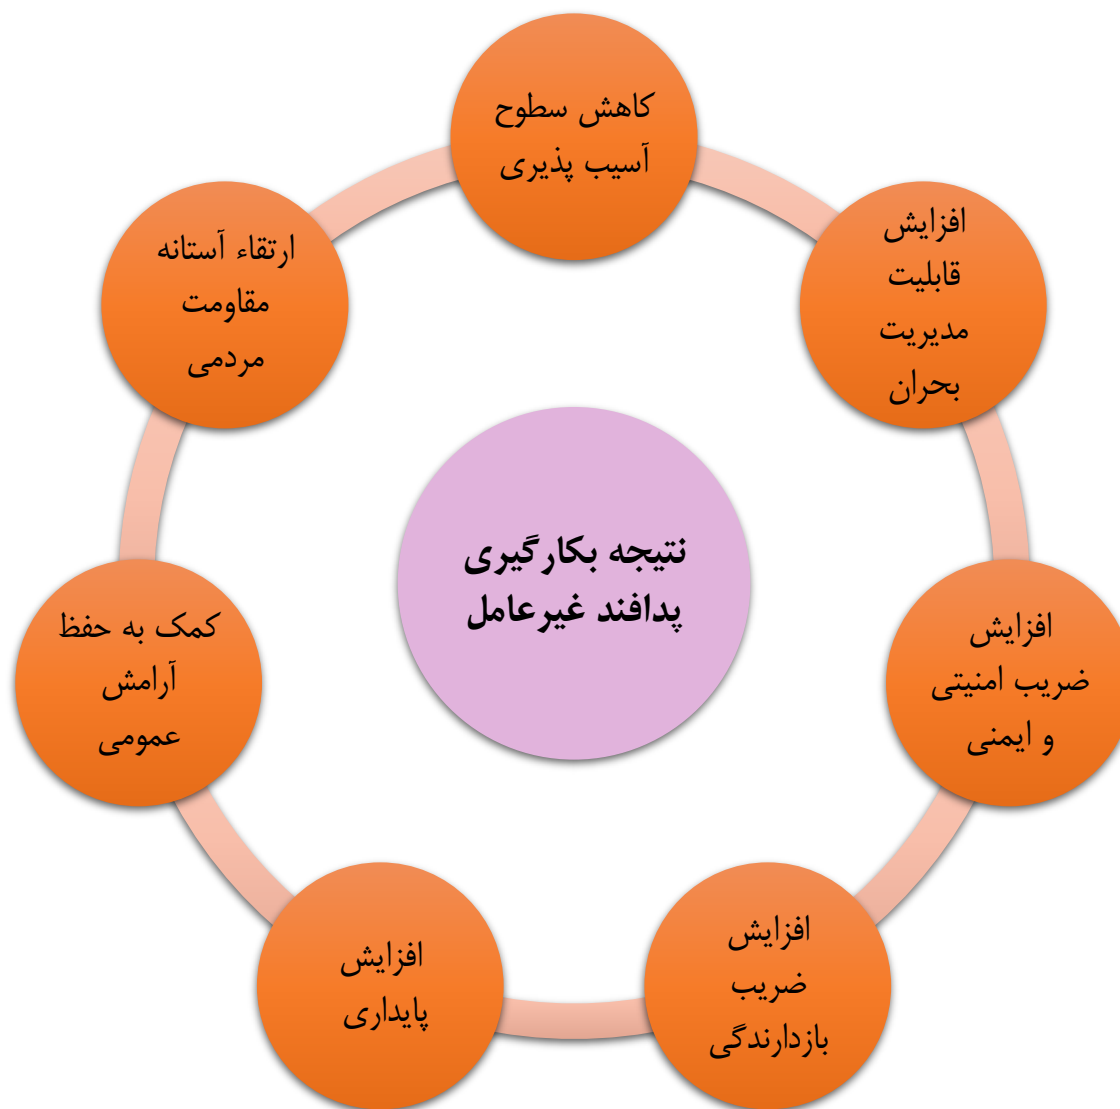 کاهش سطوح
آسیب پذیری
افزایش
قابلیت
مدیریت
بحران
افزایش
ضریب امنیتی
و ایمنی
افزایش
ضریب
بازدارندگی
افزایش
پایداری
کمک به حفظ
آرامش
عمومی
ارتقاء آستانه
مقاومت
مردمی
نتیجه بکارگیری
پدافند غیرعامل